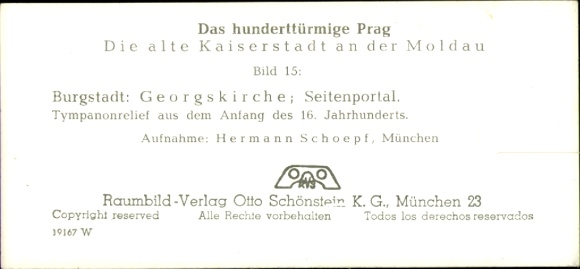 Das hunderttürmige Prag
Die alte Kaiserstadt an der Moldau
Bild 15:
Burgstadt: Georgskirche; Seitenportal.
Tympanonrelief aus dem Anfang des 16. Jahrhunderts.
Aufnahme: Hermann Schoepf, München
RVS
Raumbild-Verlag Otto Schönstein K. G., München 23
Copyright reserved Alle Rechte vorbehalten Todos los derechos reservados
19167 W